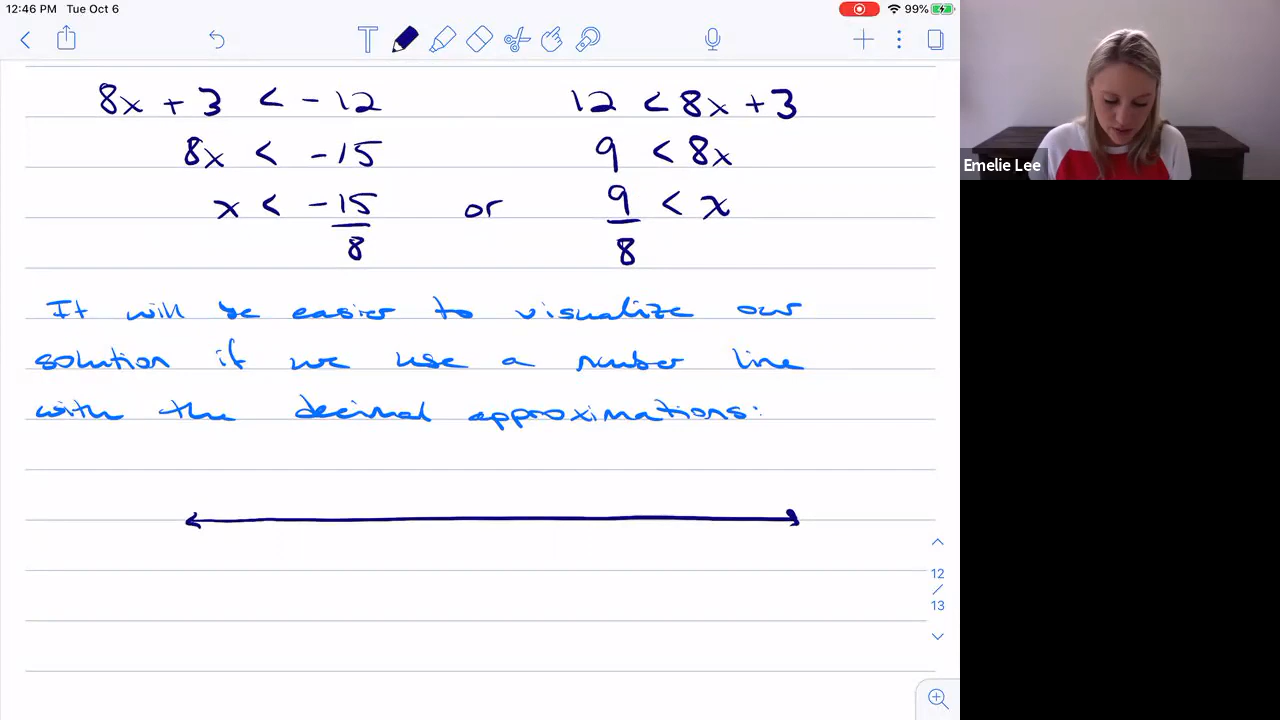 12:46 PM Tue Oct 6 99%
8x + 3 < -12 12 < 8x + 3
8x < -15 9 < 8x
x < -15/8 or 9/8 < x
It will be easier to visualize our
solution if we use a number line
with the decimal approximations:
12
/
13
Emelie Lee